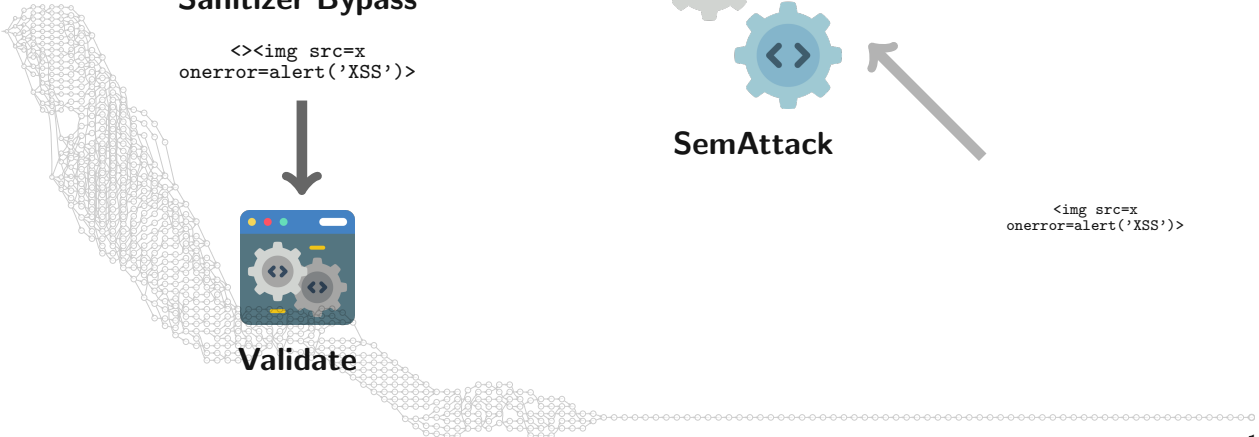 Sanitizer Bypass
<><img src=x
onerror=alert('XSS')>
SemAttack
<img src=x
onerror=alert('XSS')>
Validate